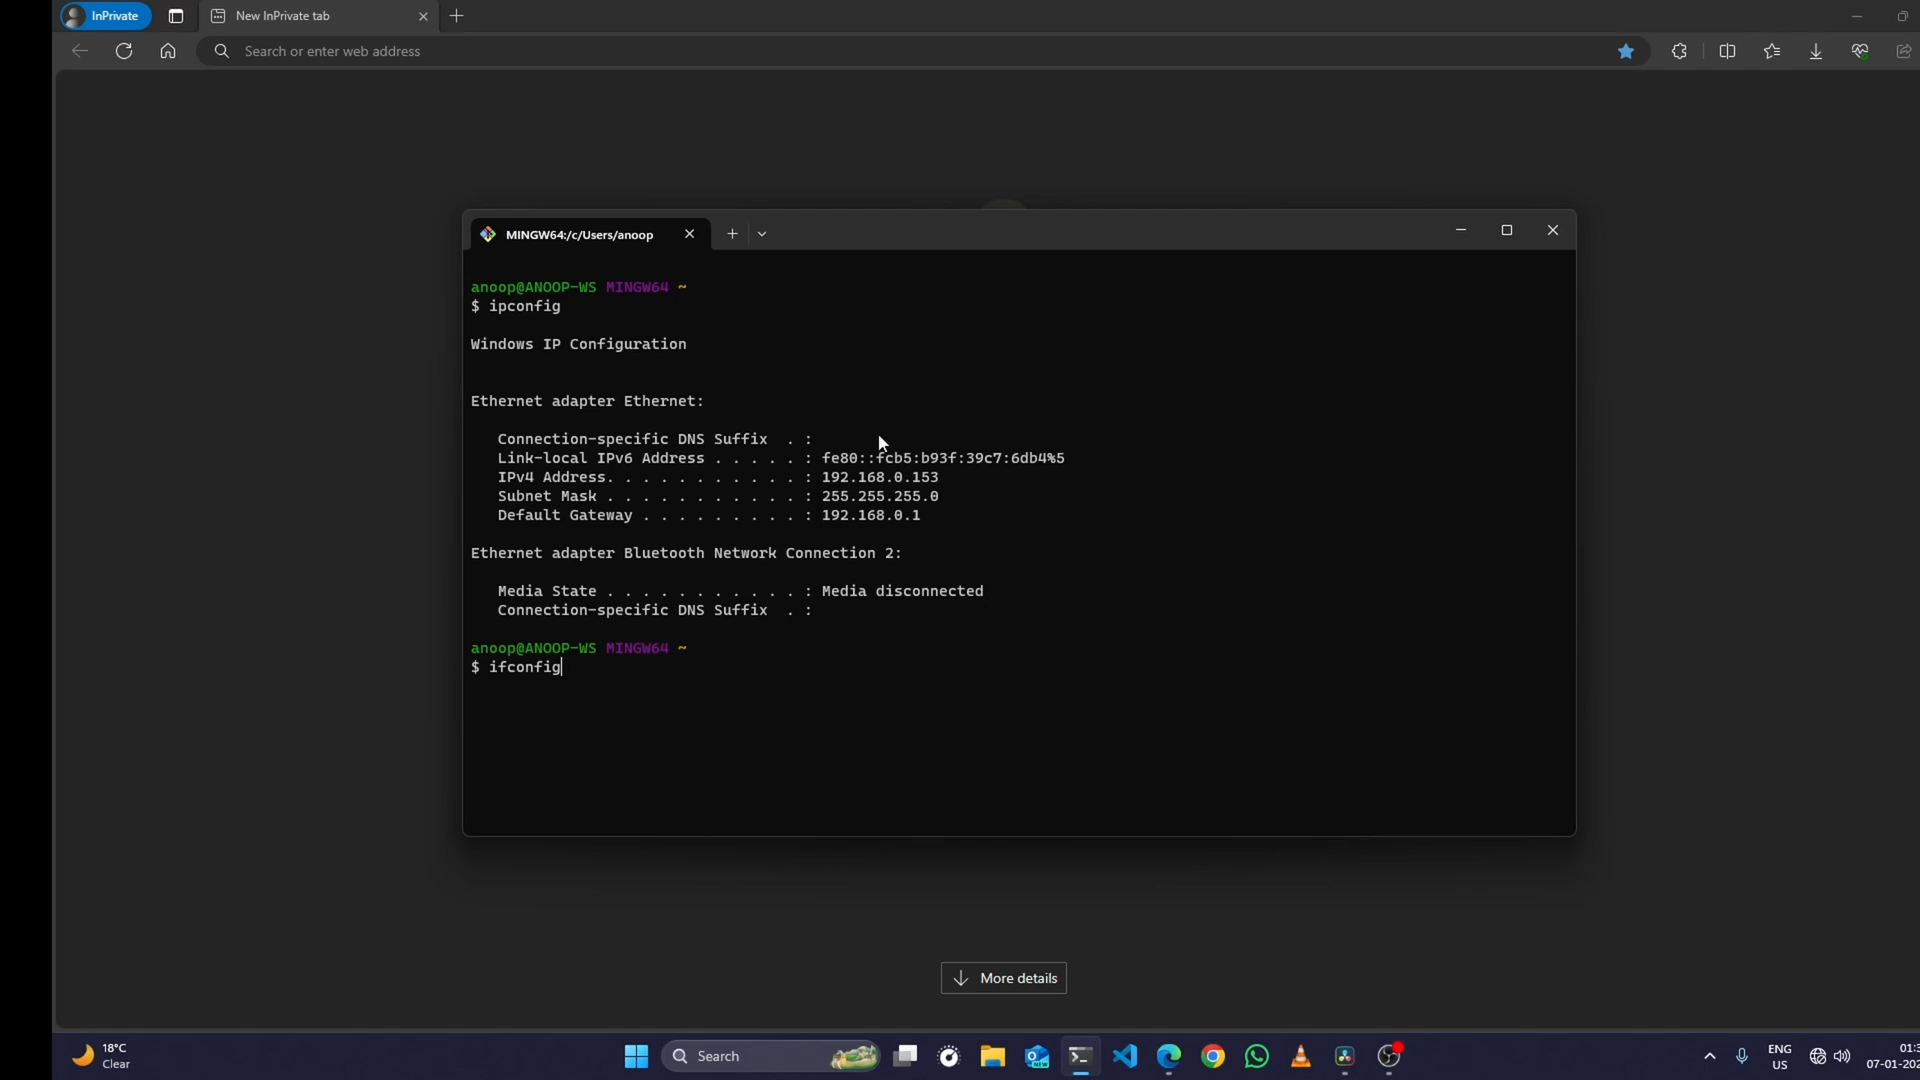 InPrivate
New InPrivate tab
Search or enter web address
MINGW64:/c/Users/anoop
anoop@ANOOP-WS MINGW64 ~
$ ipconfig
Windows IP Configuration
Ethernet adapter Ethernet:
Connection-specific DNS Suffix  . :
Link-local IPv6 Address . . . . . : fe80::fcb5:b93f:39c7:6db4%5
IPv4 Address. . . . . . . . . . . : 192.168.0.153
Subnet Mask . . . . . . . . . . . : 255.255.255.0
Default Gateway . . . . . . . . . : 192.168.0.1
Ethernet adapter Bluetooth Network Connection 2:
Media State . . . . . . . . . . . : Media disconnected
Connection-specific DNS Suffix  . :
anoop@ANOOP-WS MINGW64 ~
$ ifconfig
More details
18°C
Clear
Search
NEW
ENG
US
01:3
07-01-202